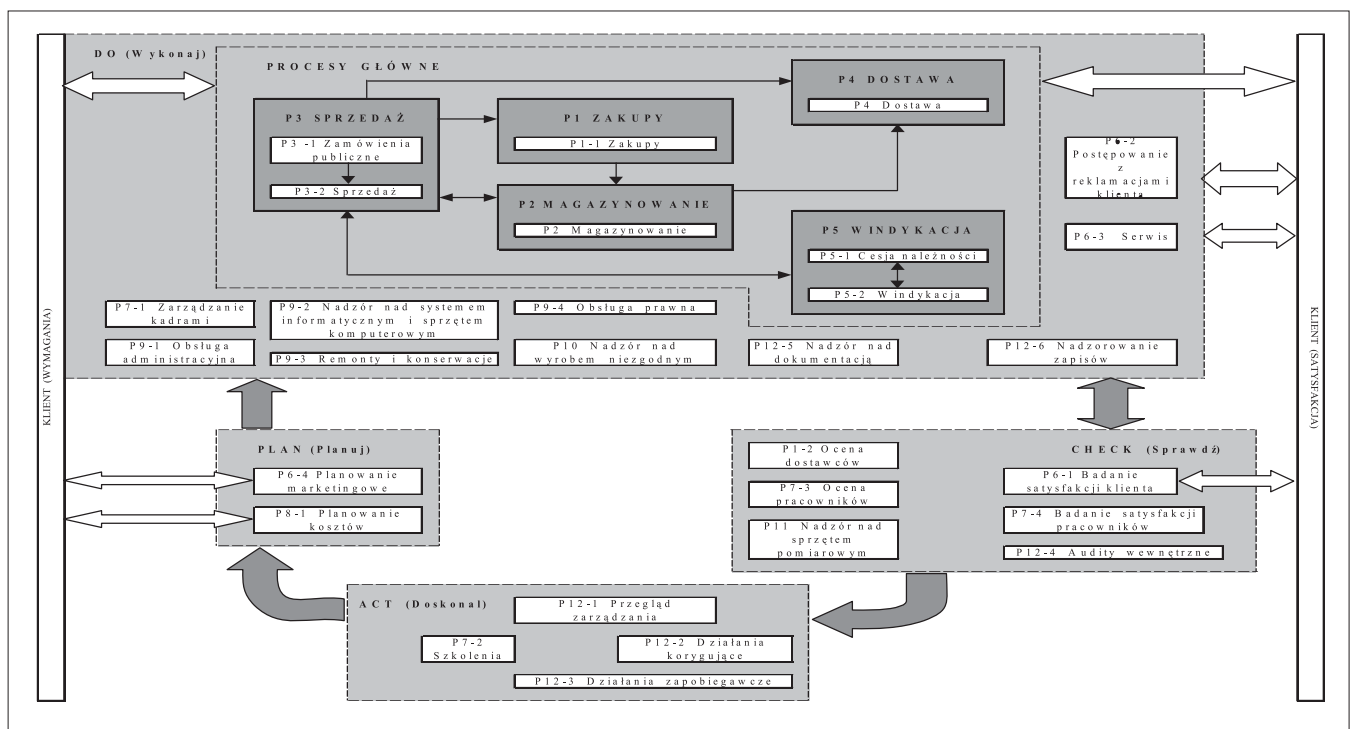 KLIENT (WYMAGANIA)
DO (Wykonaj)
PROCESY GŁÓWNE
P3 SPRZEDAŻ
P3 -1 Zamówienia
publiczne
P3-2 Sprzedaż
P1 ZAKUPY
P1-1 Zakupy
P2 MAGAZYNOWANIE
P2 Magazynowanie
P4 DOSTAWA
P4 Dostawa
P5 WINDYKACJA
P5-1 Cesja należności
P5-2 Windykacja
P6-2
Postępowanie
z
reklamacjami
klienta
P6-3 Serwis
P7-1 Zarządzanie
kadrami
P9-1 Obsługa
administracyjna
P9-2 Nadzór nad systemem
informatycznym i sprzętem
komputerowym
P9-3 Remonty i konserwacje
P9-4 Obsługa prawna
P10 Nadzór nad
wyrobem niezgodnym
P12-5 Nadzór nad
dokumentacją
P12-6 Nadzorowanie
zapisów
KLIENT (SATYSFAKCJA)
PLAN (Planuj)
P6-4 Planowanie
marketingowe
P8-1 Planowanie
kosztów
CHECK (Sprawdź)
P1-2 Ocena
dostawców
P7-3 Ocena
pracowników
P11 Nadzór nad
sprzętem
pomiarowym
P6-1 Badanie
satysfakcji klienta
P7-4 Badanie satysfakcji
pracowników
P12-4 Audity wewnętrzne
ACT (Doskonal)
P12-1 Przegląd
zarządzania
P7-2
Szkolenia
P12-2 Działania
korygujące
P12-3 Działania zapobiegawcze